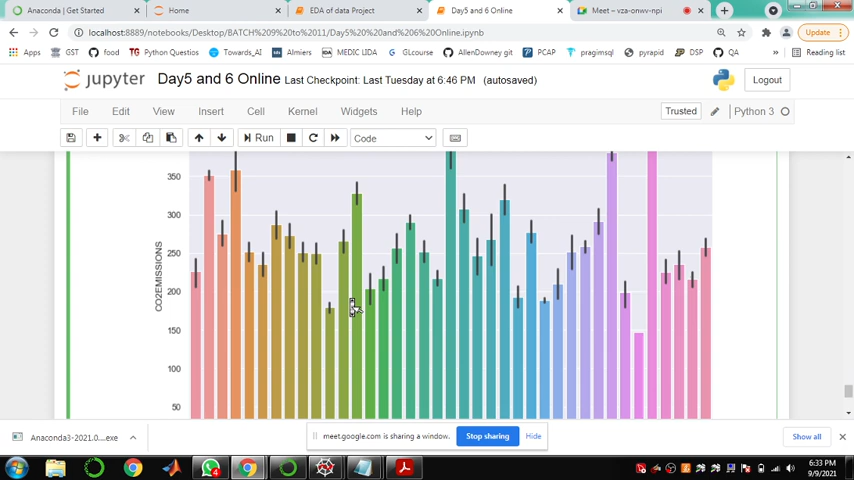 Anaconda | Get Started
Home
EDA of data Project
Day5 and 6 Online
Meet – vza-onwv-npi
localhost:8889/notebooks/Desktop/BATCH%209%20to%2011/Day5%20%20and%206%20Online.ipynb
Update
Apps
GST
food
TQ Python Questions
Towards_AI
MEDIC LIDA
GLcourse
AllenDowney git
PCAP
pragimsql
pyrapid
DSP
QA
»
Reading list
jupyter
Day5 and 6 Online Last Checkpoint: Last Tuesday at 6:46 PM (autosaved)
Logout
File
Edit
View
Insert
Cell
Kernel
Widgets
Help
Trusted
Python 3
Run
Code
350
300
250
200
150
100
50
CO2EMISSIONS
Anaconda3-2021.0....exe
meet.google.com is sharing a window.
Stop sharing
Hide
Show all
4
6:33 PM
9/9/2021